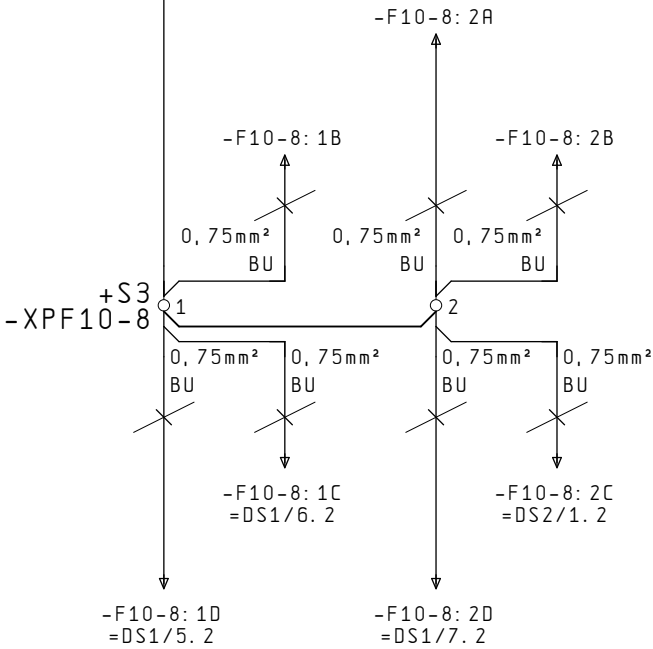 -F10-8:2A
-F10-8:1B
-F10-8:2B
0,75mm²
BU
0,75mm²
BU
0,75mm²
BU
+S3
-XPF10-8
1
2
0,75mm²
BU
0,75mm²
BU
0,75mm²
BU
0,75mm²
BU
-F10-8:1C
=DS1/6.2
-F10-8:2C
=DS2/1.2
-F10-8:1D
=DS1/5.2
-F10-8:2D
=DS1/7.2